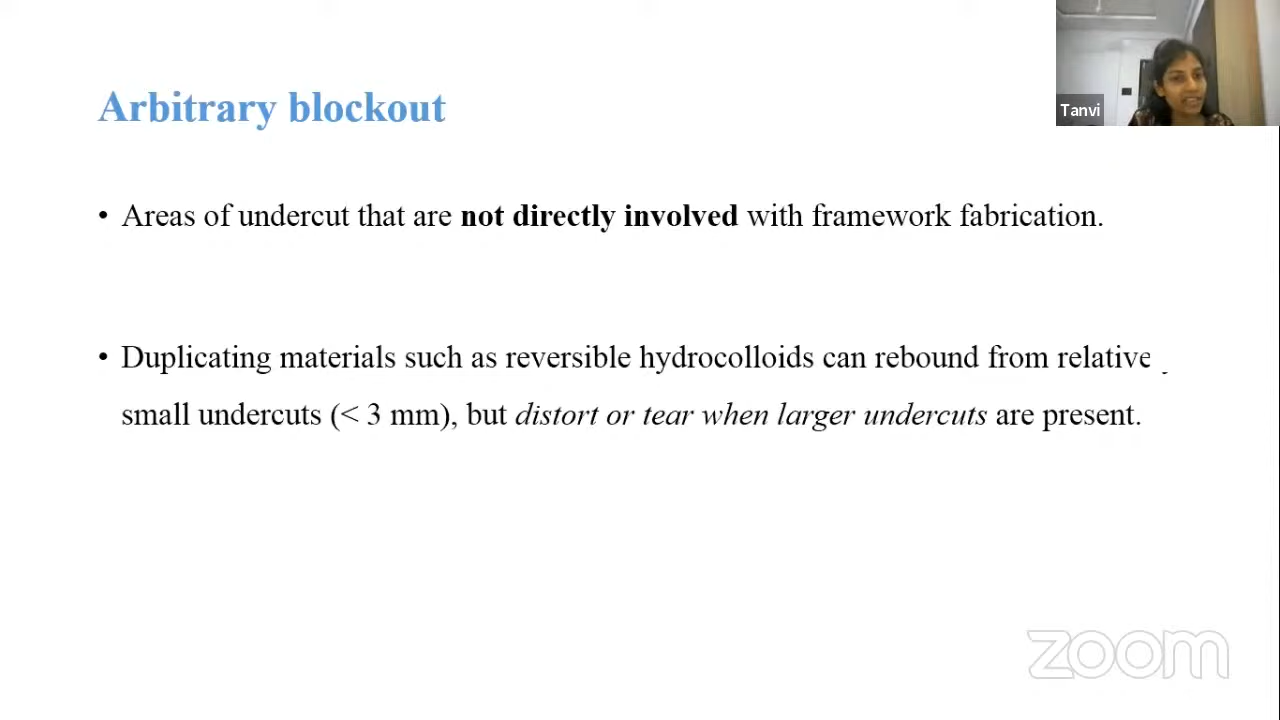 Arbitrary blockout
Tanvi
• Areas of undercut that are not directly involved with framework fabrication.
• Duplicating materials such as reversible hydrocolloids can rebound from relative
small undercuts (< 3 mm), but distort or tear when larger undercuts are present.
zoom